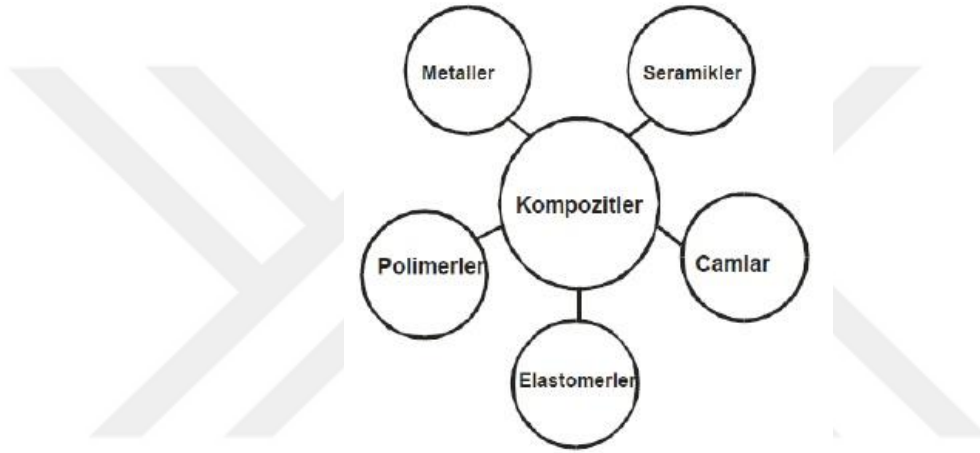 Metaller
Seramikler
Kompozitler
Polimerler
Camlar
Elastomerler